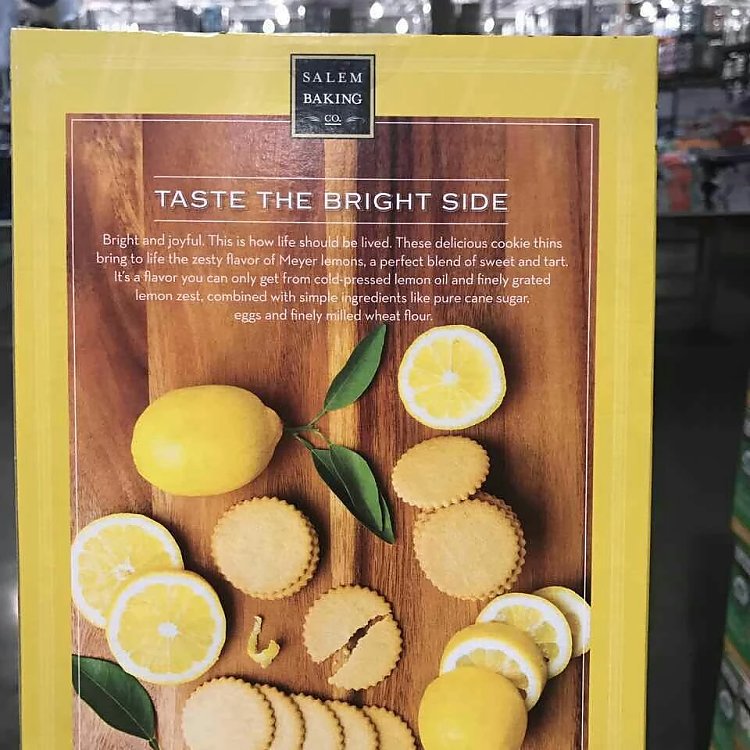 SALEM
BAKING
CO.
TASTE THE BRIGHT SIDE
Bright and joyful. This is how life should be lived. These delicious cookie thins
bring to life the zesty flavor of Meyer lemons, a perfect blend of sweet and tart.
It's a flavor you can only get from cold-pressed lemon oil and finely grated
lemon zest, combined with simple ingredients like pure cane sugar,
eggs and finely milled wheat flour.